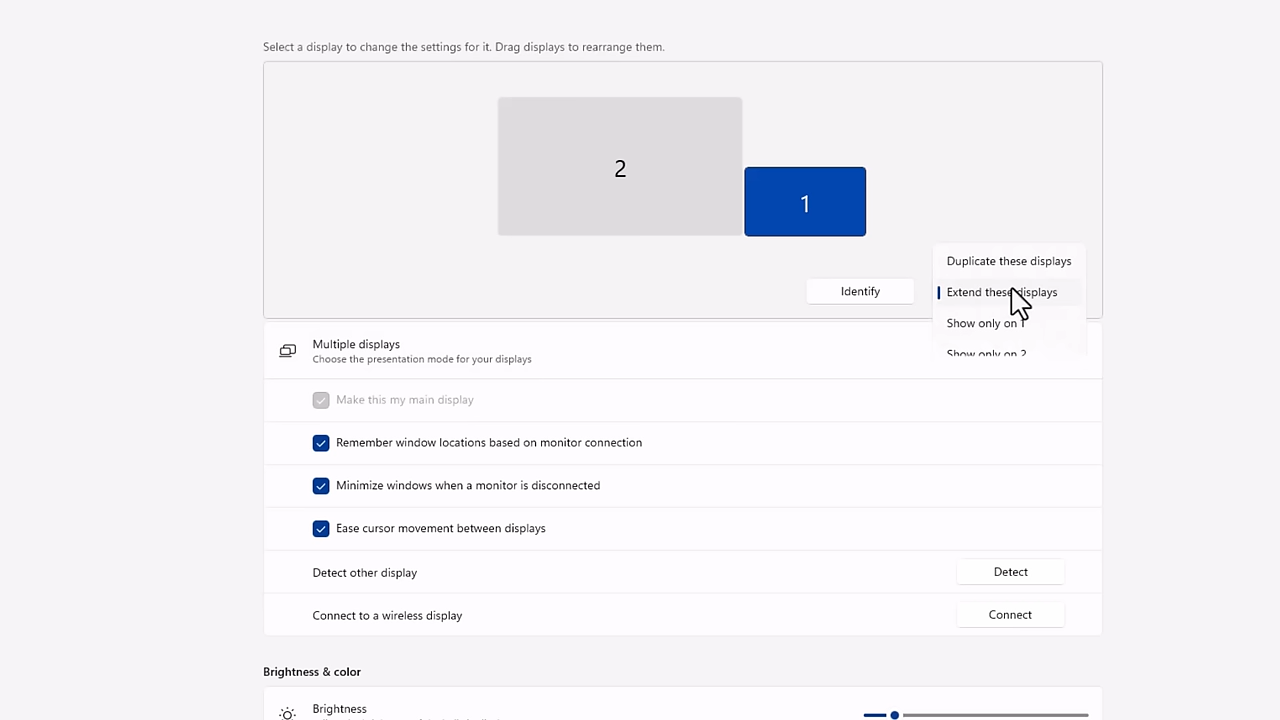 Select a display to change the settings for it. Drag displays to rearrange them.
2
1
Identify
Duplicate these displays
Extend these displays
Show only on 1
Show only on 2
Multiple displays
Choose the presentation mode for your displays
Make this my main display
Remember window locations based on monitor connection
Minimize windows when a monitor is disconnected
Ease cursor movement between displays
Detect other display
Detect
Connect to a wireless display
Connect
Brightness & color
Brightness